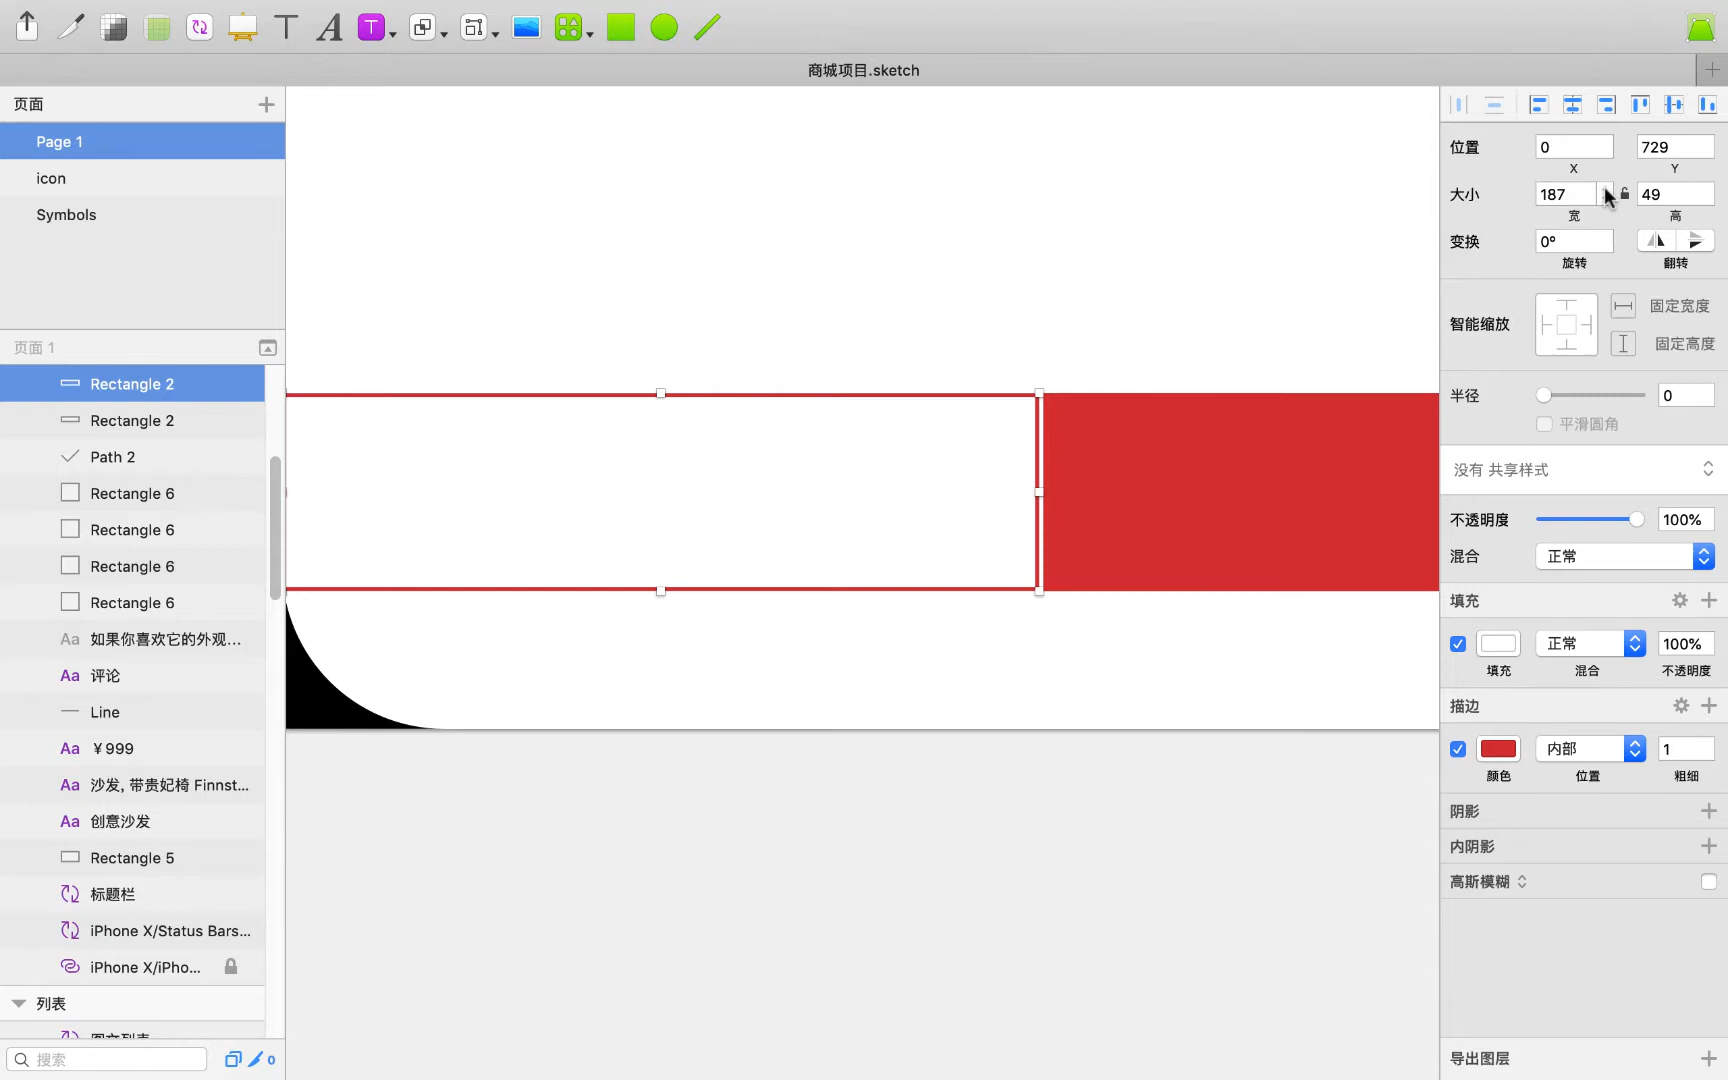 商城项目.sketch
页面
Page 1
icon
Symbols
页面 1
Rectangle 2
Rectangle 2
Path 2
Rectangle 6
Rectangle 6
Rectangle 6
Rectangle 6
Aa 如果你喜欢它的外观...
Aa 评论
Line
Aa ¥999
Aa 沙发, 带贵妃椅 Finnst...
Aa 创意沙发
Rectangle 5
标题栏
iPhone X/Status Bars...
iPhone X/iPho...
列表
搜索
0
位置
0
729
X
Y
大小
187
49
宽
高
变换
0º
旋转
翻转
智能缩放
固定宽度
固定高度
半径
0
平滑圆角
没有 共享样式
不透明度
100%
混合
正常
填充
正常
100%
填充
混合
不透明度
描边
内部
1
颜色
位置
粗细
阴影
内阴影
高斯模糊
导出图层